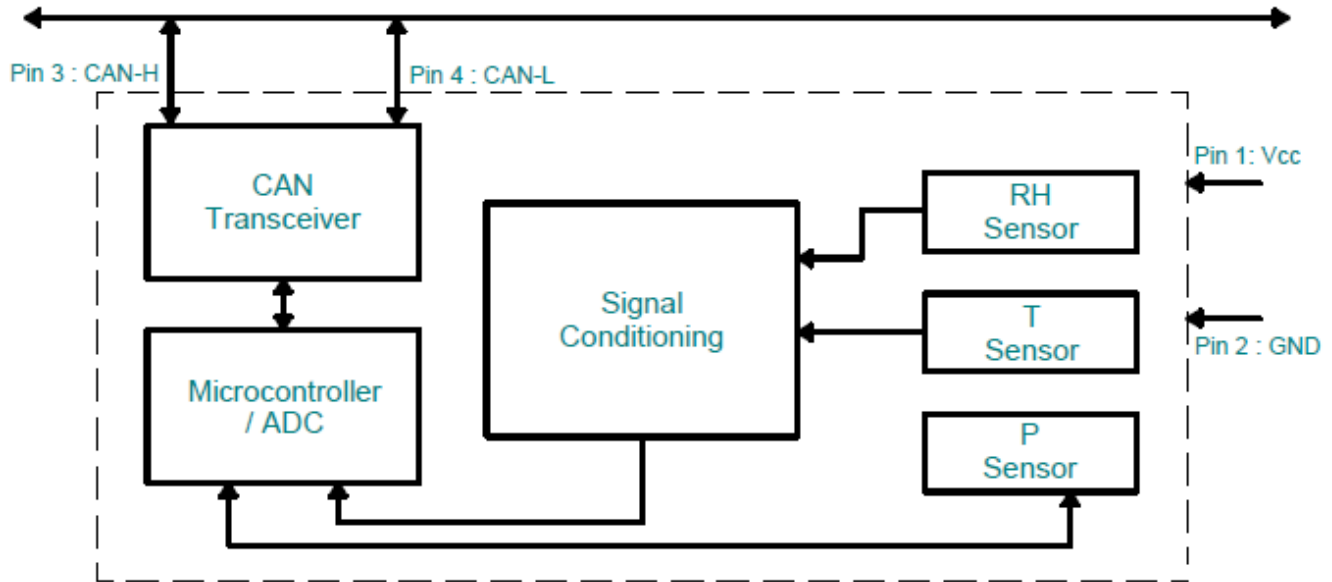 Pin 3 : CAN-H
Pin 4 : CAN-L
CAN
Transceiver
Microcontroller
/ ADC
Signal
Conditioning
RH
Sensor
T
Sensor
P
Sensor
Pin 1: Vcc
Pin 2 : GND